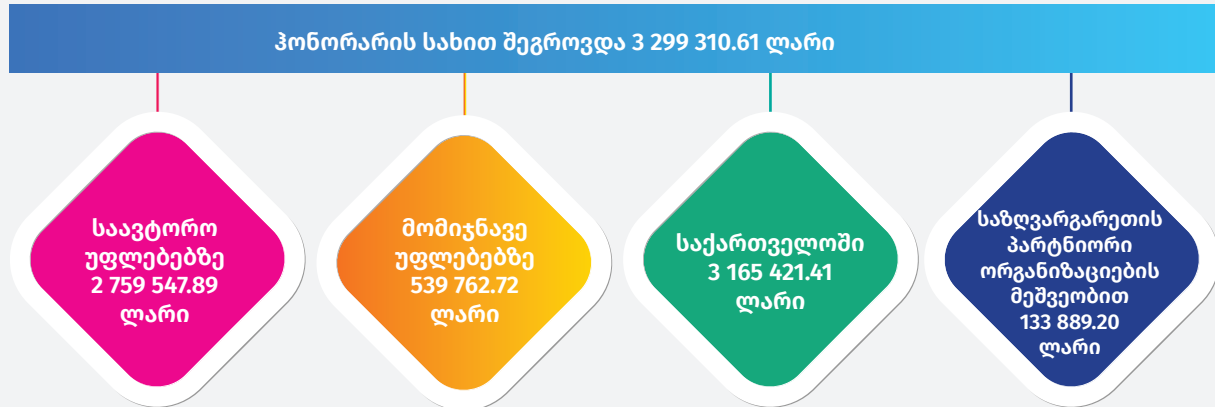 ჰონორარის სახით შეგროვდა 3 299 310.61 ლარი
საავტორო
უფლებებზე
2 759 547.89
ლარი
მომიჯნავე
უფლებებზე
539 762.72
ლარი
საქართველოში
3 165 421.41
ლარი
საზღვარგარეთის
პარტნიორი
ორგანიზაციების
მეშვეობით
133 889.20
ლარი